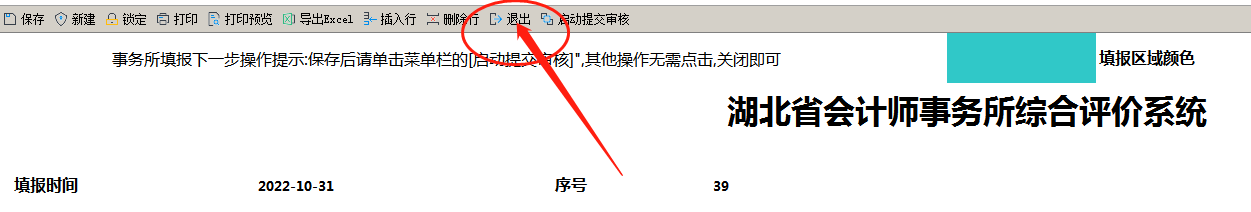 保存 新建 锁定 打印 打印预览 导出Excel 插入行 删除行 退出 启动提交审核
事务所填报下一步操作提示:保存后请单击菜单栏的[启动提交审核]",其他操作无需点击,关闭即可
填报区域颜色
湖北省会计师事务所综合评价系统
填报时间 2022-10-31 序号 39